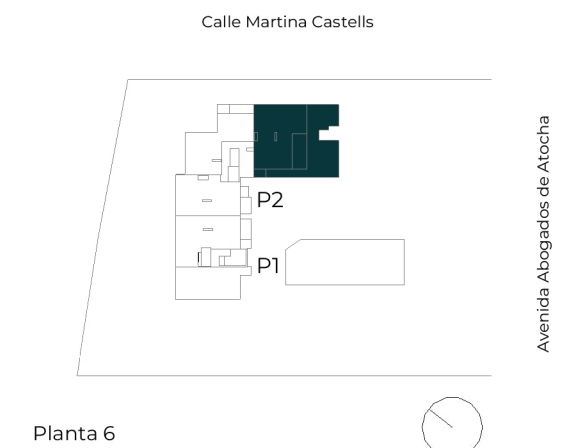 Calle Martina Castells
Avenida Abogados de Atocha
P2
P1
Planta 6